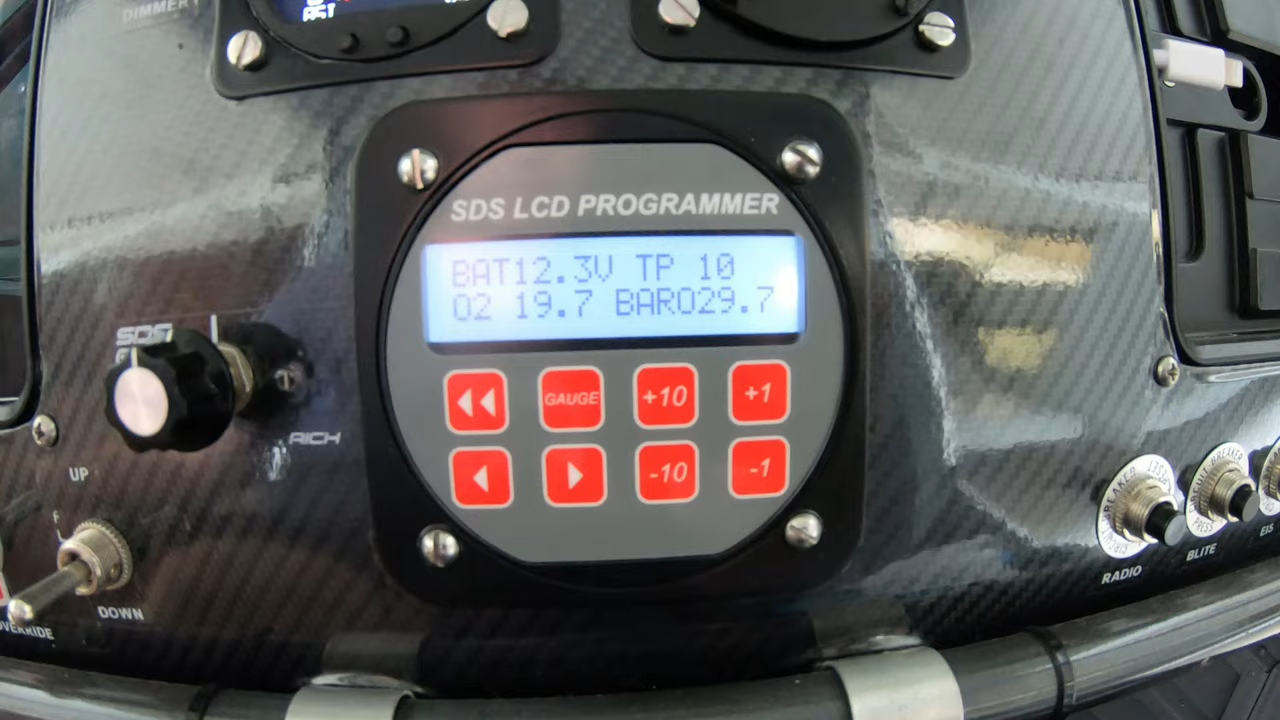 DIMMER
SDS LCD PROGRAMMER
BAT12.3V TP 10
O2 19.7 BARO29.7
GAUGE
+10
+1
-10
-1
SDS
RICH
UP
DOWN
OVERRIDE
RADIO
BLITE
EIS